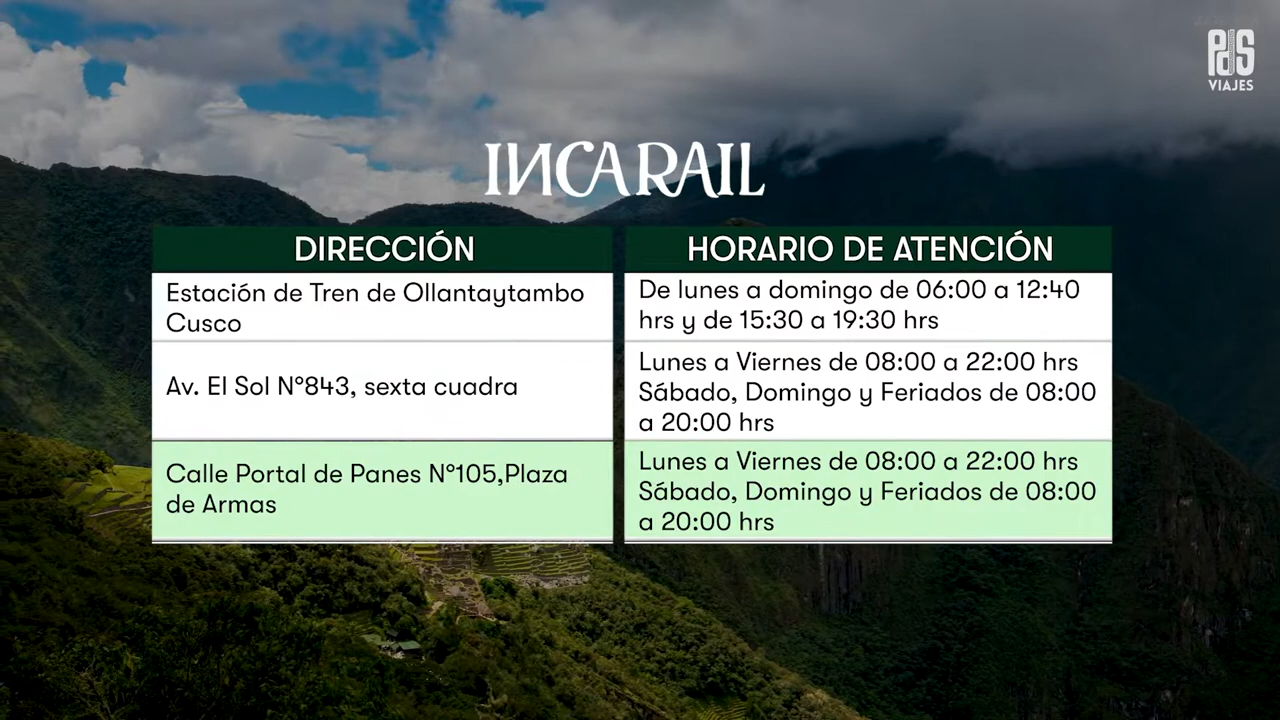 PdS
VIAJES
INCARAIL
DIRECCIÓN
HORARIO DE ATENCIÓN
Estación de Tren de Ollantaytambo
Cusco
De lunes a domingo de 06:00 a 12:40
hrs y de 15:30 a 19:30 hrs
Av. El Sol N°843, sexta cuadra
Lunes a Viernes de 08:00 a 22:00 hrs
Sábado, Domingo y Feriados de 08:00
a 20:00 hrs
Calle Portal de Panes N°105,Plaza
de Armas
Lunes a Viernes de 08:00 a 22:00 hrs
Sábado, Domingo y Feriados de 08:00
a 20:00 hrs